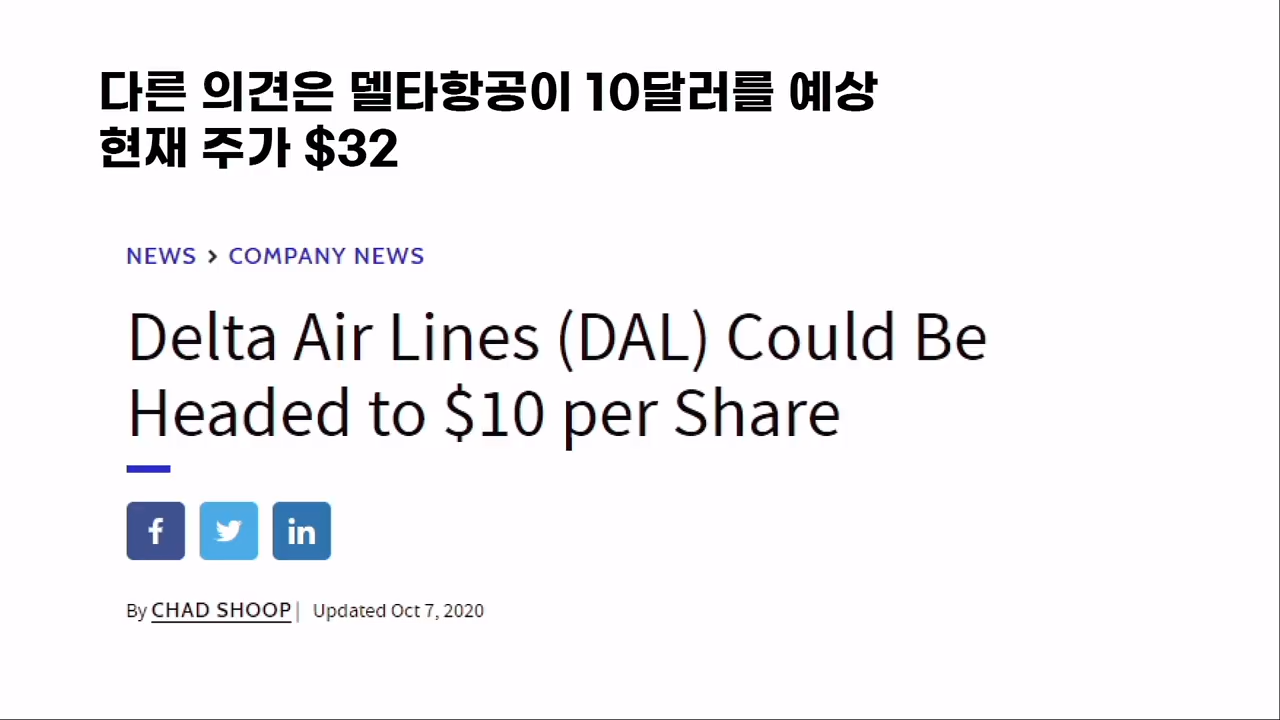 다른 의견은 델타항공이 10달러를 예상
현재 주가 $32
NEWS > COMPANY NEWS
Delta Air Lines (DAL) Could Be
Headed to $10 per Share
f in
By CHAD SHOOP | Updated Oct 7, 2020